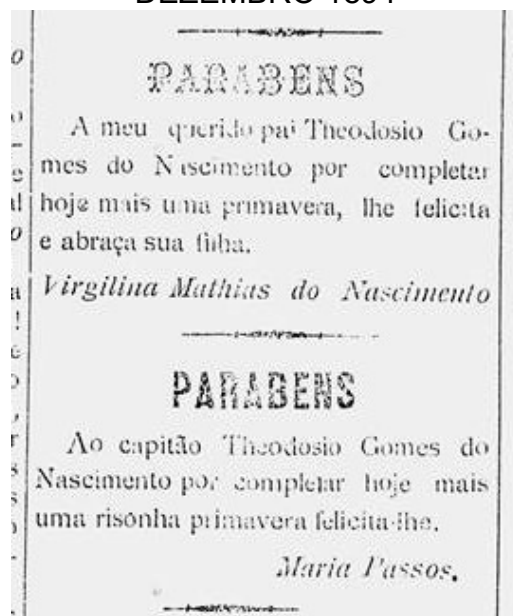 PARABENS
A meu querido pai Theodosio Go-
mes do Nascimento por completar
hoje mais uma primavera, lhe felicita
e abraça sua filha.
Virgilina Mathias do Nascimento
PARABENS
Ao capitão Theodosio Gomes do
Nascimento por completar hoje mais
uma risonha primavera felicita-lhe.
Maria Passos.